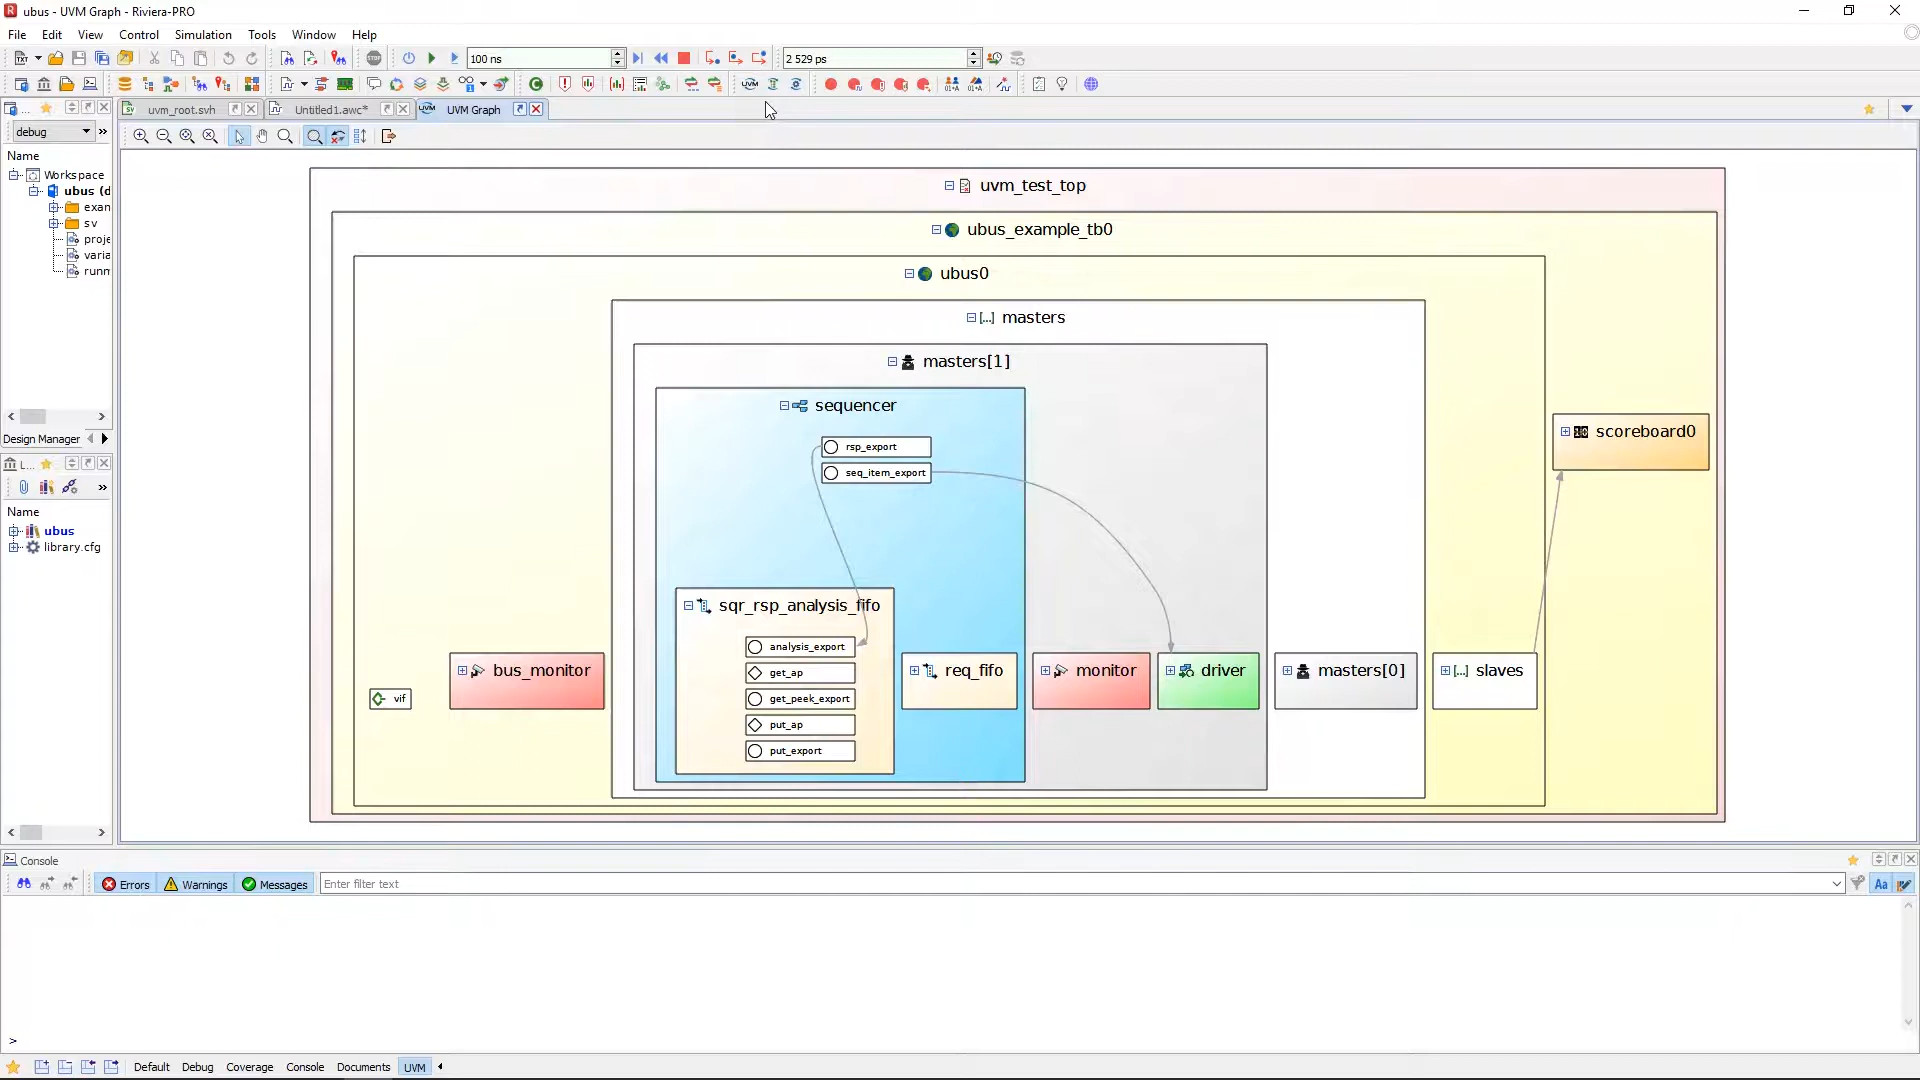 ubus - UVM Graph - Riviera-PRO
File Edit View Control Simulation Tools Window Help
100 ns 2 529 ps
uvm_root.svh Untitled1.awc* UVM Graph
debug
Name
Workspace
ubus (d
exan
sv
proje
varia
runn
Design Manager
L...
Name
ubus
library.cfg
uvm_test_top
ubus_example_tb0
ubus0
masters
masters[1]
sequencer
rsp_export
seq_item_export
scoreboard0
sqr_rsp_analysis_fifo
analysis_export
get_ap
get_peek_export
put_ap
put_export
vif
bus_monitor
req_fifo
monitor
driver
masters[0]
slaves
Console
Errors Warnings Messages Enter filter text Aa
>
Default Debug Coverage Console Documents UVM